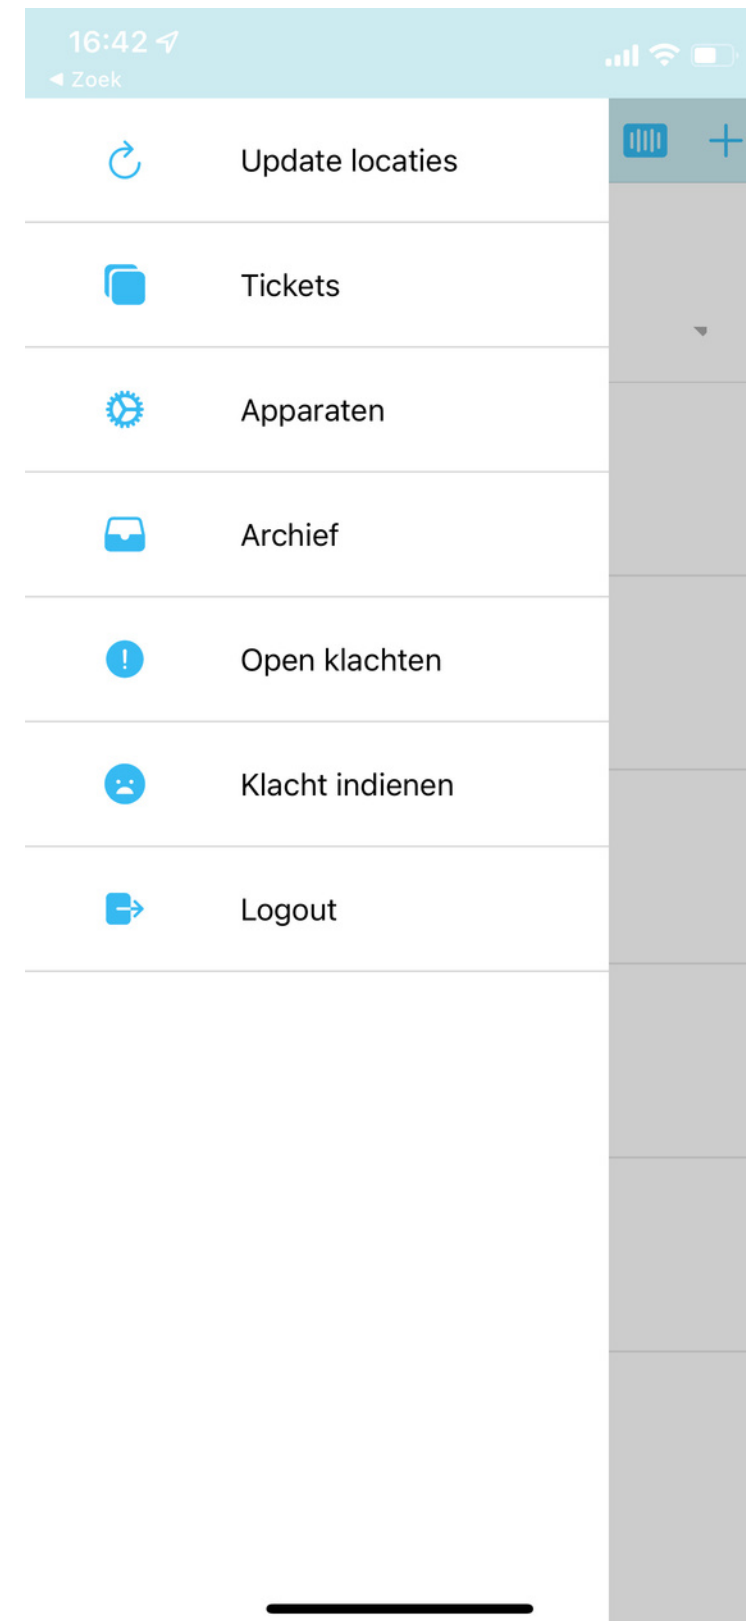 16:42
◀ Zoek
Update locaties
Tickets
Apparaten
Archief
Open klachten
Klacht indienen
Logout